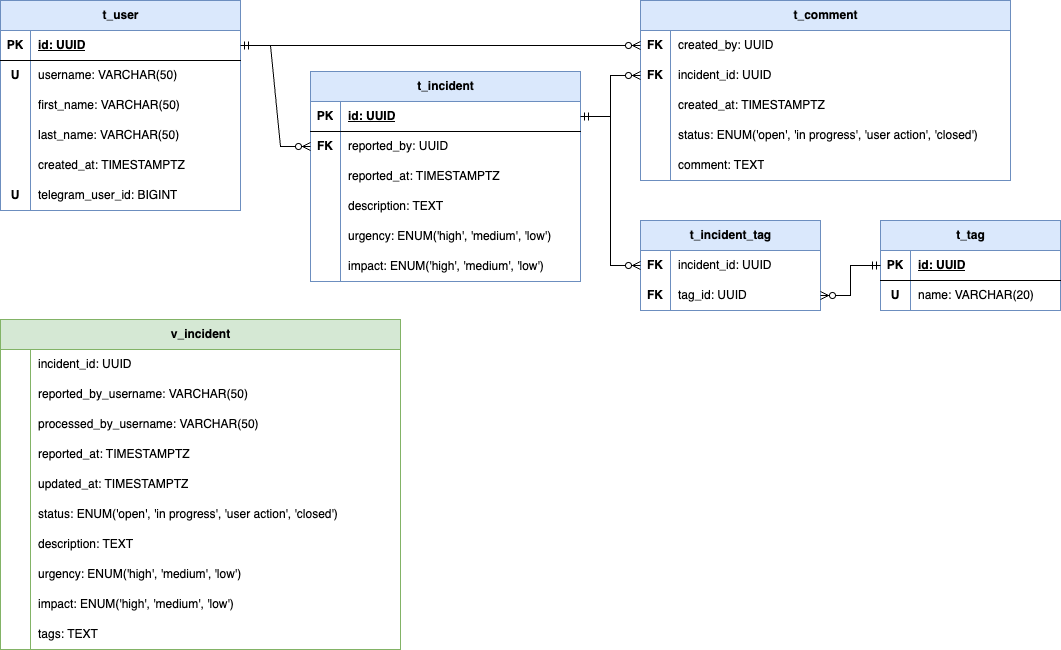 t_user
PK id: UUID
U username: VARCHAR(50)
first_name: VARCHAR(50)
last_name: VARCHAR(50)
created_at: TIMESTAMPTZ
U telegram_user_id: BIGINT
t_incident
PK id: UUID
FK reported_by: UUID
reported_at: TIMESTAMPTZ
description: TEXT
urgency: ENUM('high', 'medium', 'low')
impact: ENUM('high', 'medium', 'low')
t_comment
FK created_by: UUID
FK incident_id: UUID
created_at: TIMESTAMPTZ
status: ENUM('open', 'in progress', 'user action', 'closed')
comment: TEXT
t_incident_tag
FK incident_id: UUID
FK tag_id: UUID
t_tag
PK id: UUID
U name: VARCHAR(20)
v_incident
incident_id: UUID
reported_by_username: VARCHAR(50)
processed_by_username: VARCHAR(50)
reported_at: TIMESTAMPTZ
updated_at: TIMESTAMPTZ
status: ENUM('open', 'in progress', 'user action', 'closed')
description: TEXT
urgency: ENUM('high', 'medium', 'low')
impact: ENUM('high', 'medium', 'low')
tags: TEXT